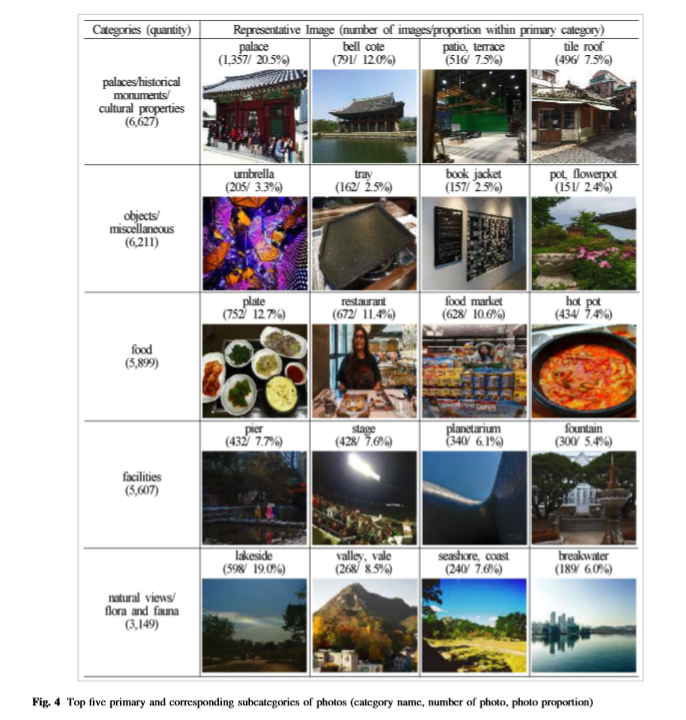 Categories (quantity)
Representative Image (number of images/proportion within primary category)
palaces/historical
monuments/
cultural properties
(6,627)
palace
(1,357/ 20.5%)
bell cote
(791/ 12.0%)
patio, terrace
(516/ 7.5%)
tile roof
(496/ 7.5%)
objects/
miscellaneous
(6,211)
umbrella
(205/ 3.3%)
tray
(162/ 2.5%)
book jacket
(157/ 2.5%)
pot, flowerpot
(151/ 2.4%)
food
(5,899)
plate
(752/ 12.7%)
restaurant
(672/ 11.4%)
food market
(628/ 10.6%)
hot pot
(434/ 7.4%)
facilities
(5,607)
pier
(432/ 7.7%)
stage
(428/ 7.6%)
planetarium
(340/ 6.1%)
fountain
(300/ 5.4%)
natural views/
flora and fauna
(3,149)
lakeside
(598/ 19.0%)
valley, vale
(268/ 8.5%)
seashore, coast
(240/ 7.6%)
breakwater
(189/ 6.0%)
Fig. 4 Top five primary and corresponding subcategories of photos (category name, number of photo, photo proportion)